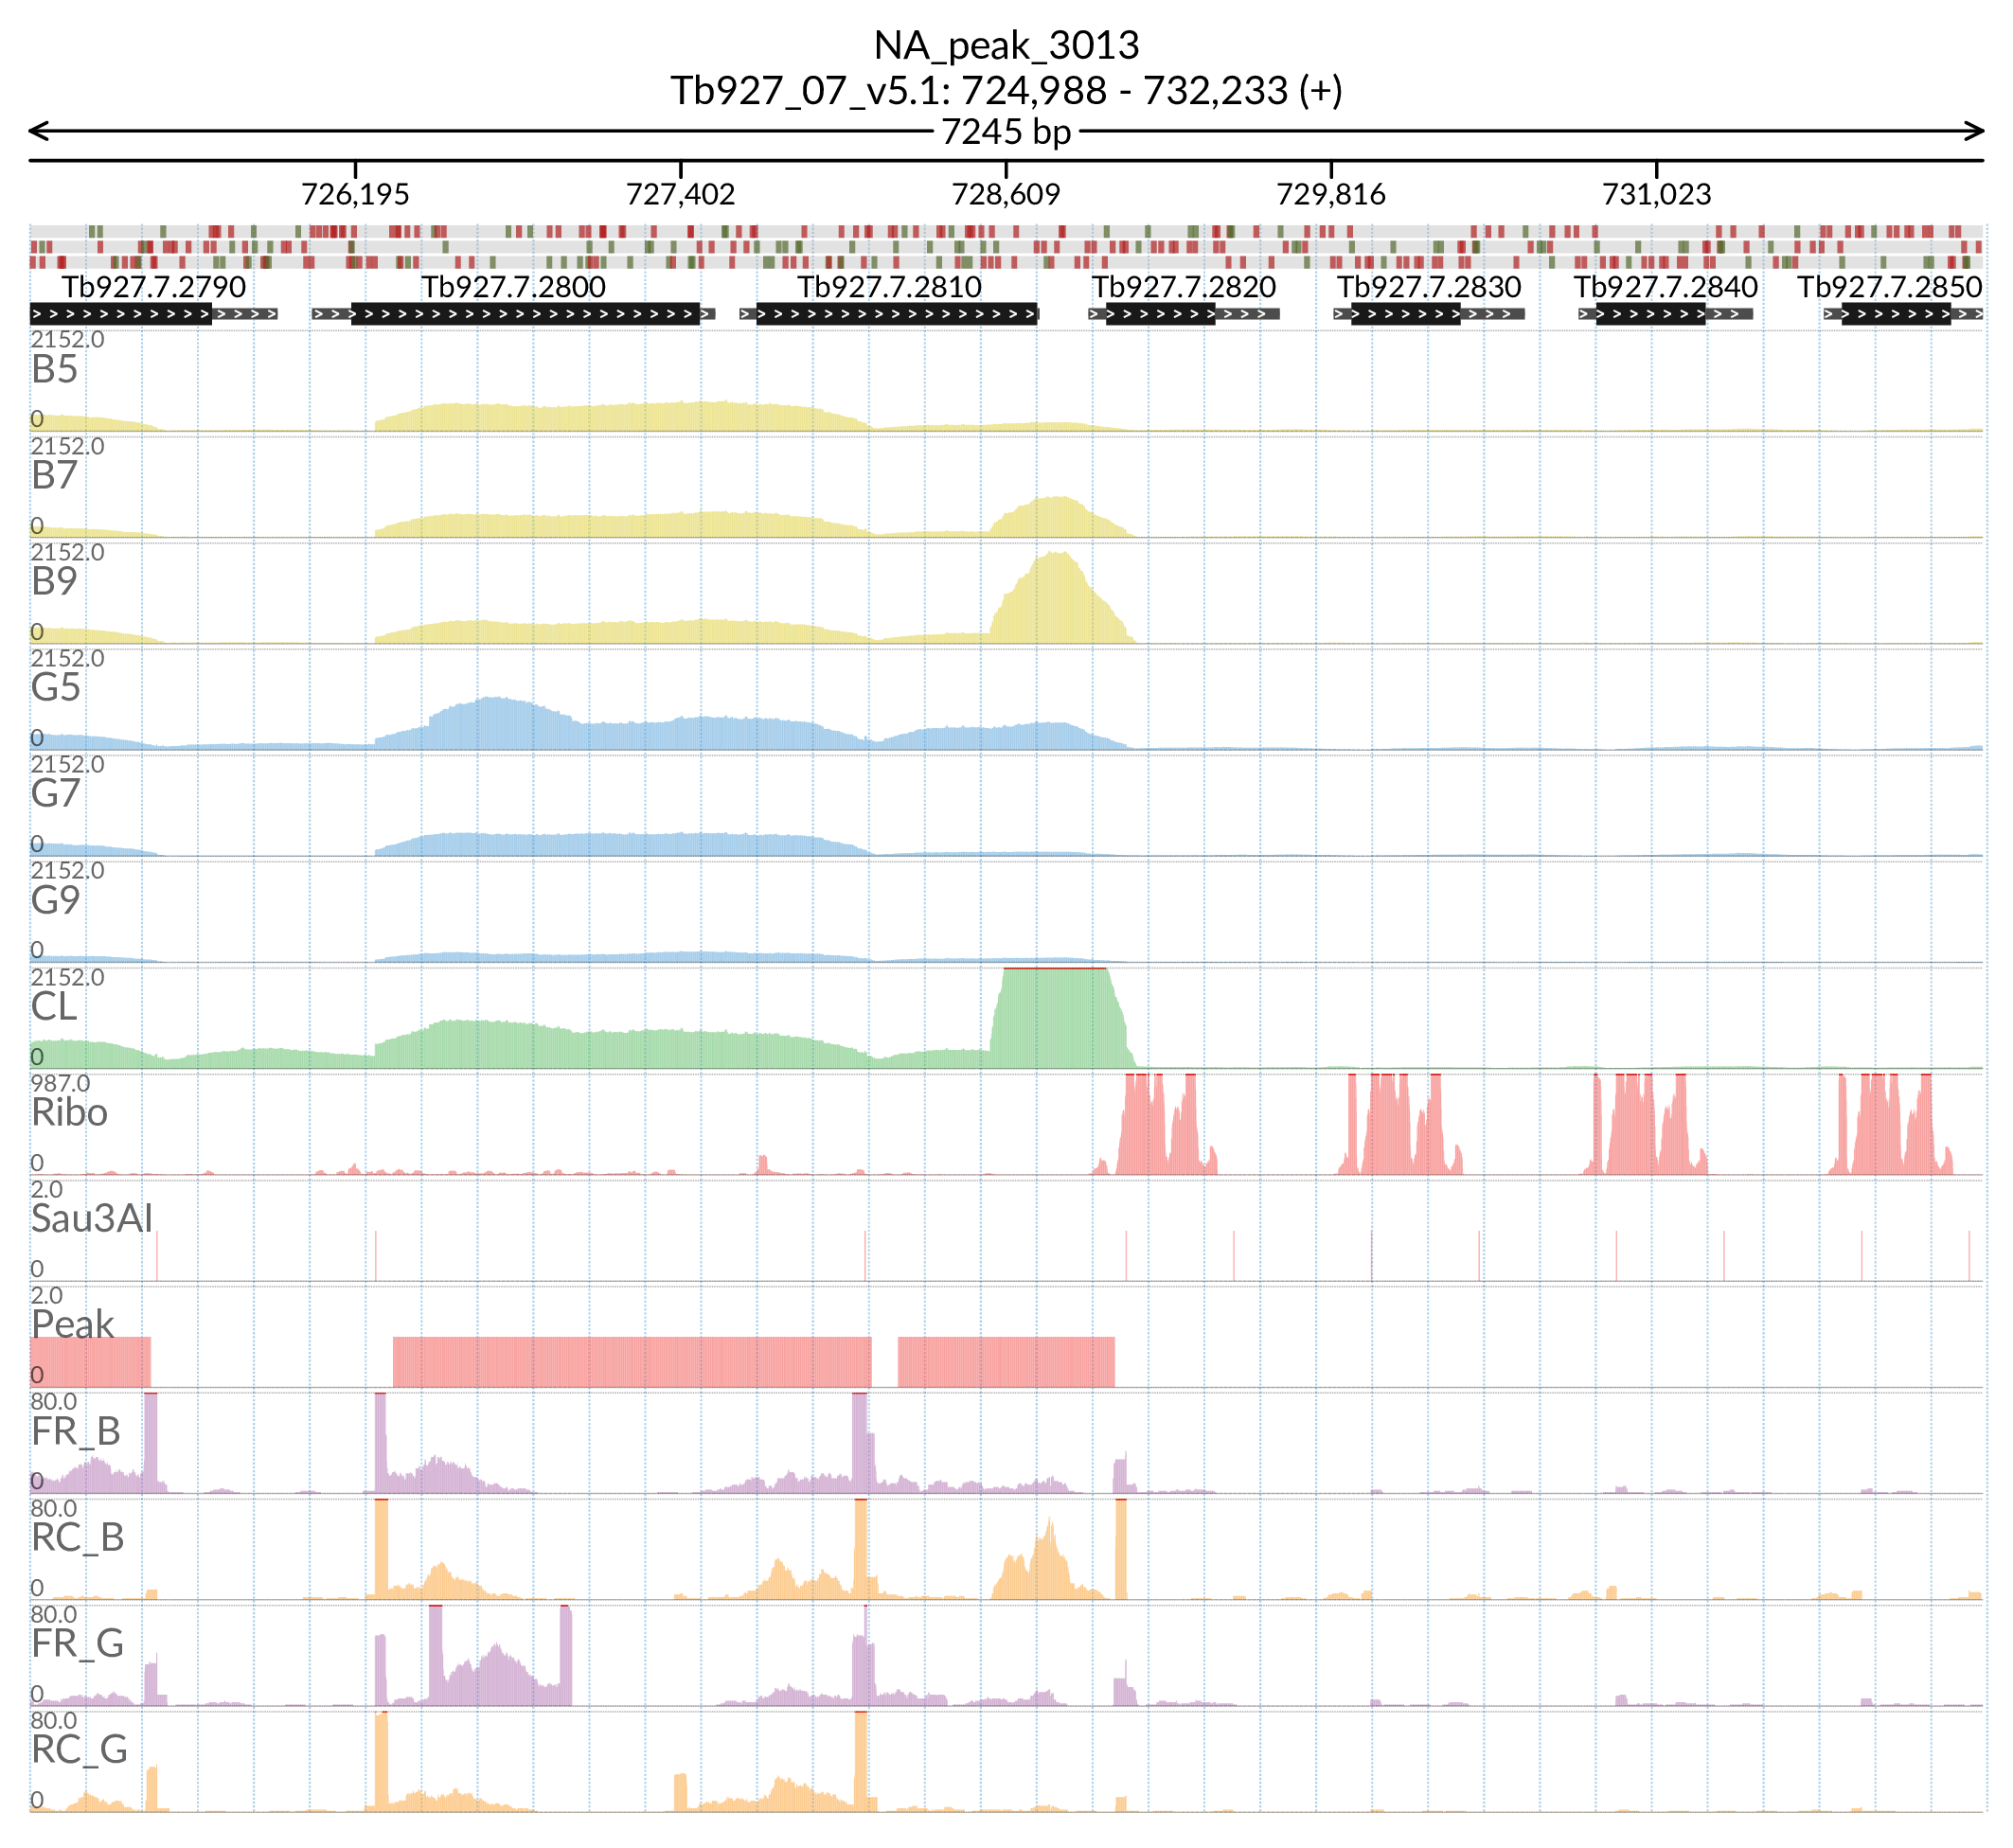 NA_peak_3013
Tb927_07_v5.1: 724,988 - 732,233 (+)
7245 bp
726,195 727,402 728,609 729,816 731,023
Tb927.7.2790 Tb927.7.2800 Tb927.7.2810 Tb927.7.2820 Tb927.7.2830 Tb927.7.2840 Tb927.7.2850
2152.0
B5
0
2152.0
B7
0
2152.0
B9
0
2152.0
G5
0
2152.0
G7
0
2152.0
G9
0
2152.0
CL
0
987.0
Ribo
0
2.0
Sau3AI
0
2.0
Peak
0
80.0
FR_B
0
80.0
RC_B
0
80.0
FR_G
0
80.0
RC_G
0